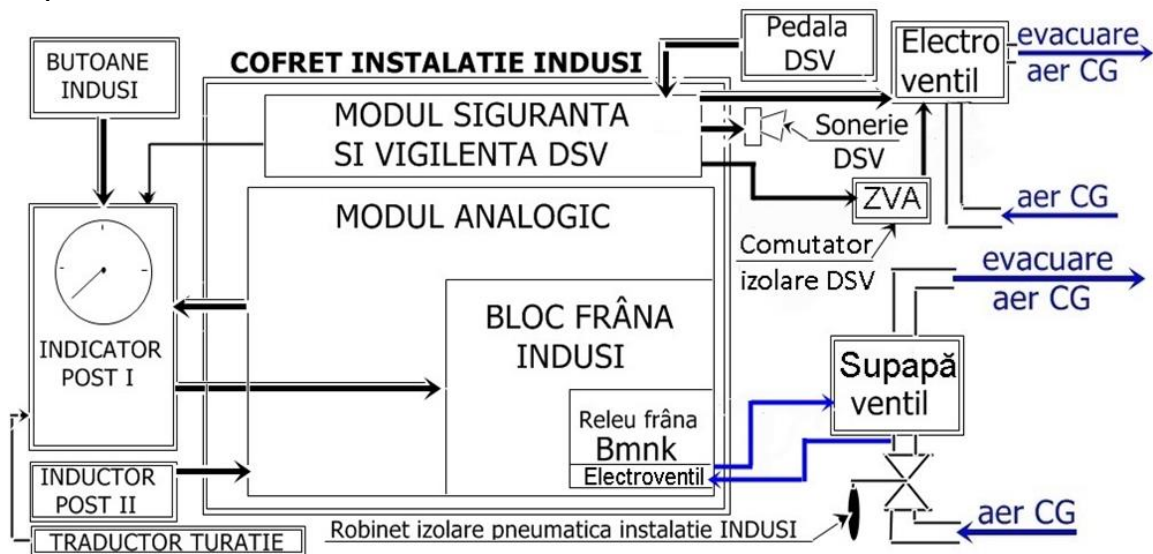 BUTOANE
INDUSI
COFRET INSTALATIE INDUSI
Pedala
DSV
Electro
ventil
evacuare
aer CG
MODUL SIGURANTA
SI VIGILENTA DSV
Sonerie
DSV
ZVA
aer CG
Comutator
izolare DSV
MODUL ANALOGIC
evacuare
aer CG
INDICATOR
POST I
BLOC FRÂNA
INDUSI
Supapă
ventil
Releu frâna
Bmnk
Electroventil
INDUCTOR
POST II
Robinet izolare pneumatica instalatie INDUSI
aer CG
TRADUCTOR TURATIE